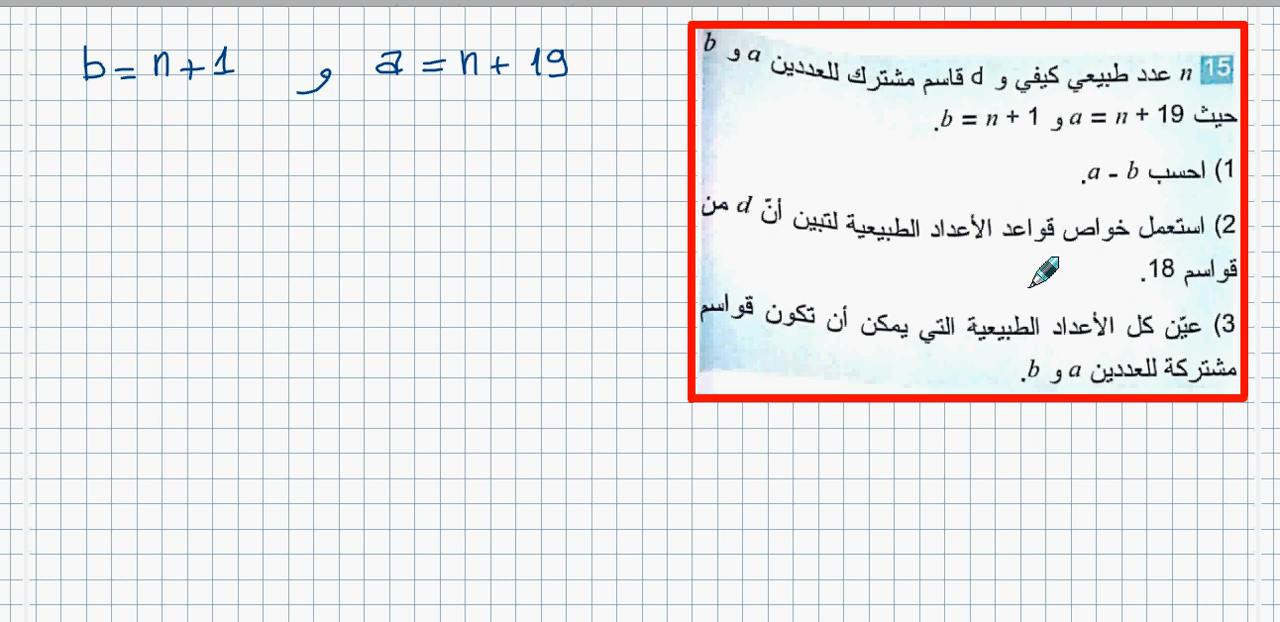 b = n + 1 و a = n + 19
15 n عدد طبيعي كيفي و d قاسم مشترك للعددين a و b
حيث a = n + 19 و b = n + 1.
1) احسب a - b.
2) استعمل خواص قواعد الأعداد الطبيعية لتبين أنّ d من
قواسم 18.
3) عيّن كل الأعداد الطبيعية التي يمكن أن تكون قواسم
مشتركة للعددين a و b.